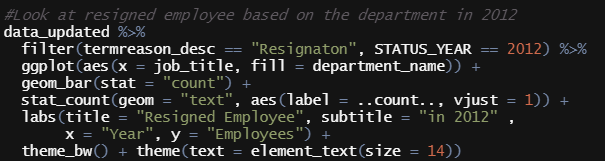 #Look at resigned employee based on the department in 2012
data_updated %>%
  filter(termreason_desc == "Resignaton", STATUS_YEAR == 2012) %>%
  ggplot(aes(x = job_title, fill = department_name)) +
  geom_bar(stat = "count") +
  stat_count(geom = "text", aes(label = ..count.., vjust = 1)) +
  labs(title = "Resigned Employee", subtitle = "in 2012" ,
       x = "Year", y = "Employees") +
  theme_bw() + theme(text = element_text(size = 14))